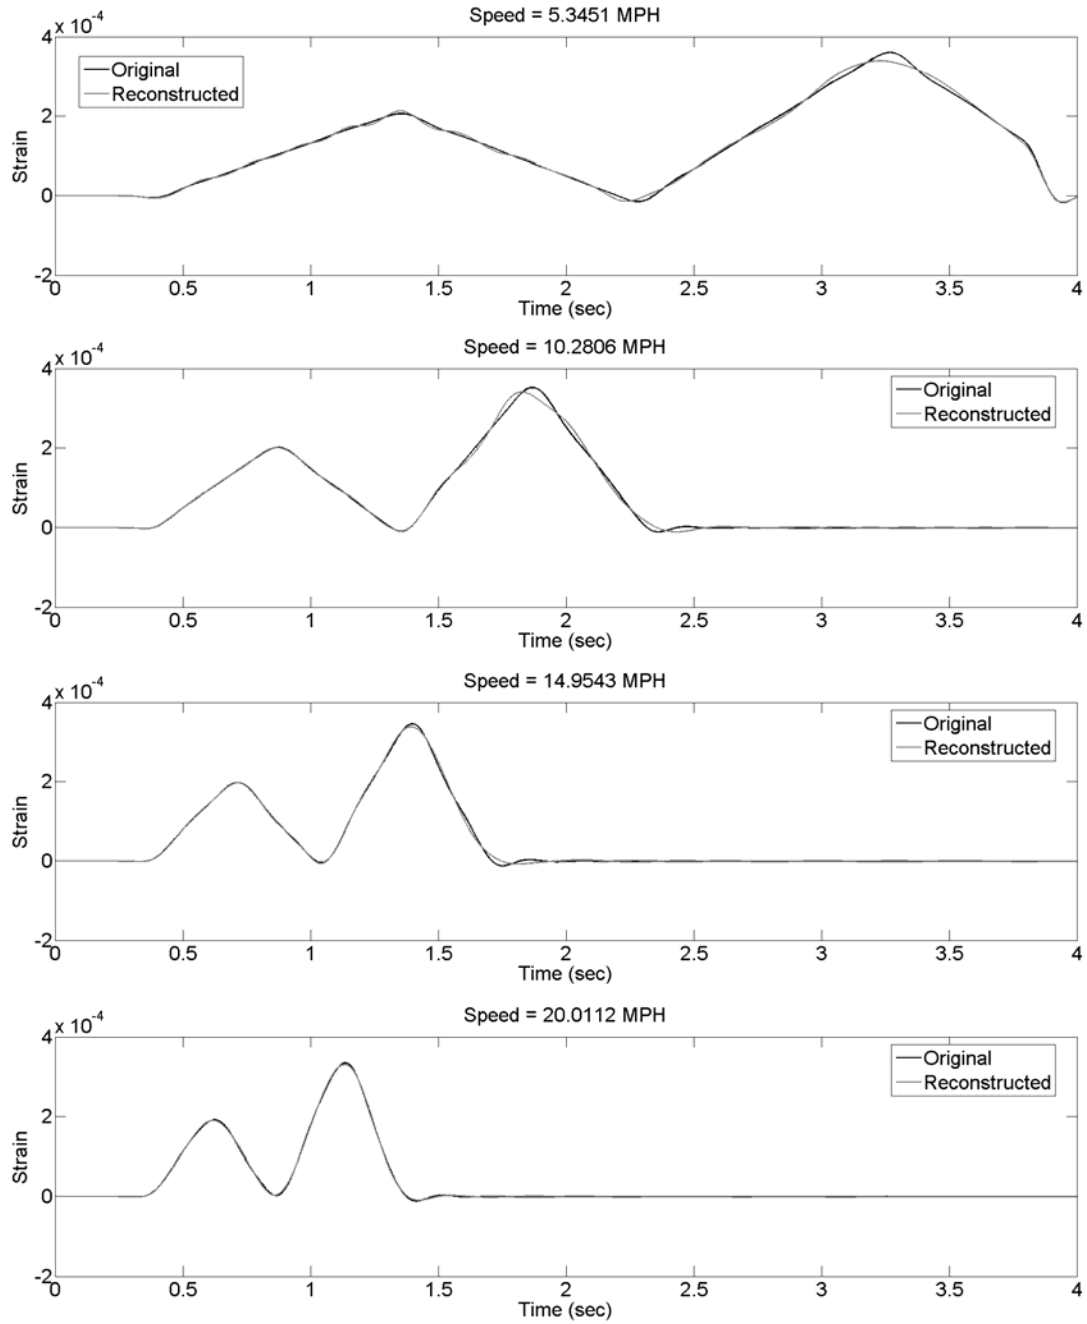 Speed = 5.3451 MPH
x 10-4
4
2
0
-2
Strain
Original
Reconstructed
0 0.5 1 1.5 2 2.5 3 3.5 4
Time (sec)
Speed = 10.2806 MPH
x 10-4
4
2
0
-2
Strain
Original
Reconstructed
0 0.5 1 1.5 2 2.5 3 3.5 4
Time (sec)
Speed = 14.9543 MPH
x 10-4
4
2
0
-2
Strain
Original
Reconstructed
0 0.5 1 1.5 2 2.5 3 3.5 4
Time (sec)
Speed = 20.0112 MPH
x 10-4
4
2
0
-2
Strain
Original
Reconstructed
0 0.5 1 1.5 2 2.5 3 3.5 4
Time (sec)